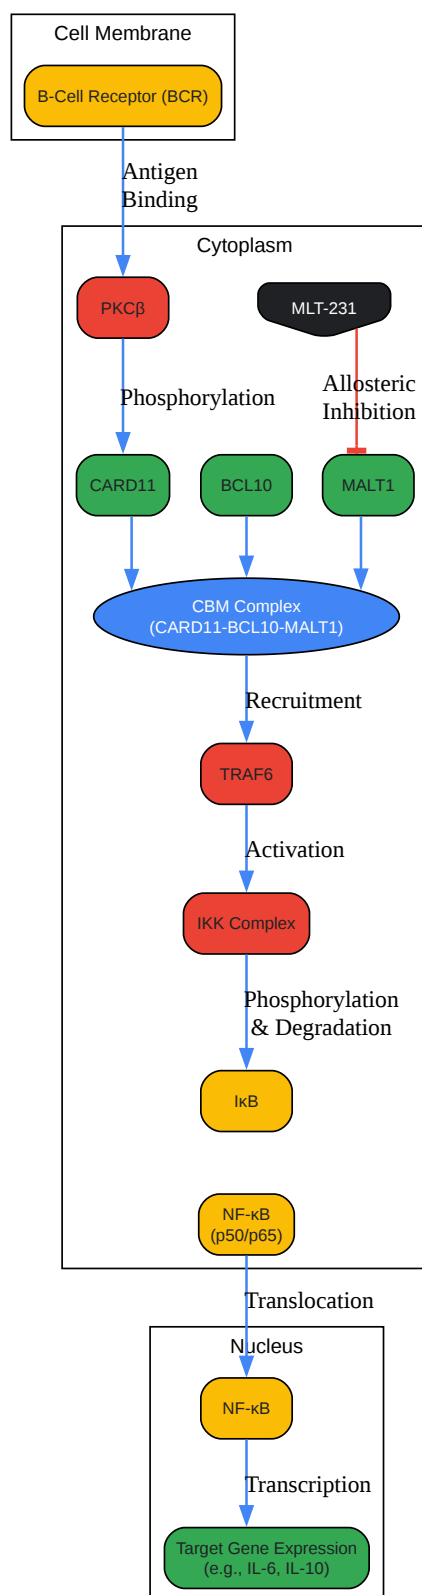 Cell Membrane
B-Cell Receptor (BCR)
Antigen
Binding
Cytoplasm
PKCβ
MLT-231
Phosphorylation
Allosteric
Inhibition
CARD11
BCL10
MALT1
CBM Complex
(CARD11-BCL10-MALT1)
Recruitment
TRAF6
Activation
IKK Complex
Phosphorylation
& Degradation
IκB
NF-κB
(p50/p65)
Translocation
Nucleus
NF-κB
Transcription
Target Gene Expression
(e.g., IL-6, IL-10)